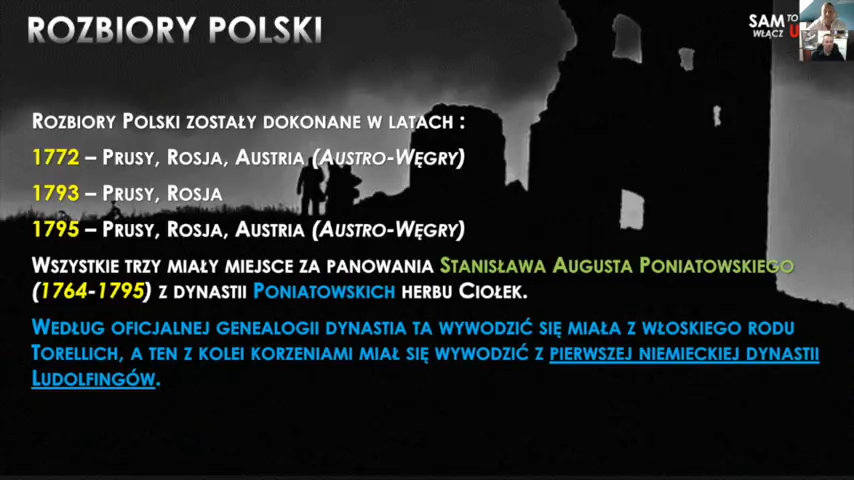 ROZBIORY POLSKI
SAM TO
WŁĄCZ
ROZBIORY POLSKI ZOSTAŁY DOKONANE W LATACH :
1772 – PRUSY, ROSJA, AUSTRIA (AUSTRO-WĘGRY)
1793 – PRUSY, ROSJA
1795 – PRUSY, ROSJA, AUSTRIA (AUSTRO-WĘGRY)
WSZYSTKIE TRZY MIAŁY MIEJSCE ZA PANOWANIA STANISŁAWA AUGUSTA PONIATOWSKIEGO
(1764-1795) Z DYNASTII PONIATOWSKICH HERBU CIOŁEK.
WEDŁUG OFICJALNEJ GENEALOGII DYNASTIA TA WYWODZIĆ SIĘ MIAŁA Z WŁOSKIEGO RODU
TORELLICH, A TEN Z KOLEI KORZENIAMI MIAŁ SIĘ WYWODZIĆ Z PIERWSZEJ NIEMIECKIEJ DYNASTII
LUDOLFINGÓW.